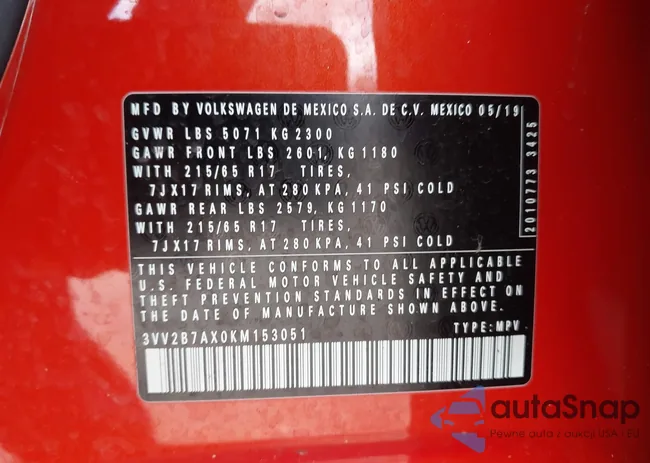 MFD BY VOLKSWAGEN DE MEXICO S.A. DE C.V. MEXICO 05/19
GVWR LBS 5071 KG 2300
GAWR FRONT LBS 2601, KG 1180
WITH 215/65 R17 TIRES,
7JX17 RIMS, AT 280 KPA, 41 PSI COLD
GAWR REAR LBS 2579, KG 1170
WITH 215/65 R17 TIRES,
7JX17 RIMS, AT 280 KPA, 41 PSI COLD
THIS VEHICLE CONFORMS TO ALL APPLICABLE
U.S. FEDERAL MOTOR VEHICLE SAFETY AND
THEFT PREVENTION STANDARDS IN EFFECT ON
THE DATE OF MANUFACTURE SHOWN ABOVE.
3VV2B7AX0KM153051 TYPE: MPV
2010773 3425
autaSnap
Pewne auta z aukcji USA - EU